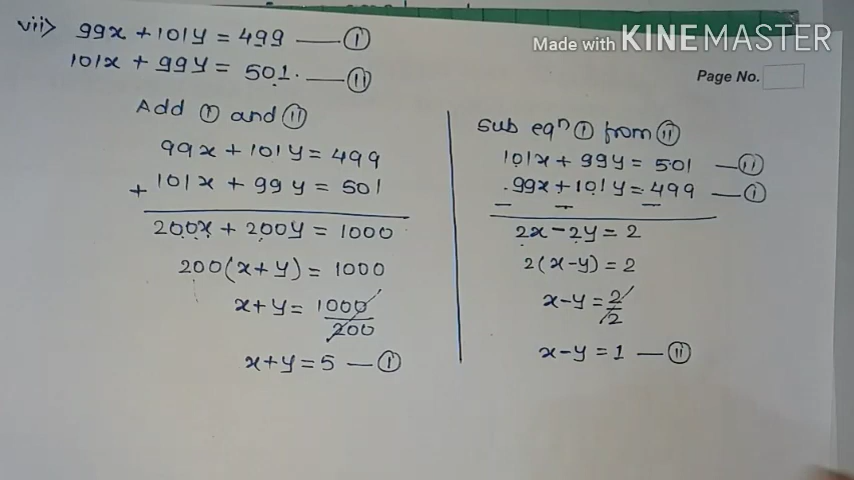 vii> 99x + 101y = 499 —— (I)
101x + 99y = 501. —— (II)
Made with KINEMASTER
Page No.
Add (I) and (II)
99x + 101y = 499
+ 101x + 99y = 501
200x + 200y = 1000
200(x + y) = 1000
x + y = 1000/200
x + y = 5 — (I)
Sub eqn (I) from (II)
101x + 99y = 501 — (II)
99x + 101y = 499 — (I)
— — —
2x - 2y = 2
2(x - y) = 2
x - y = 2/2
x - y = 1 — (II)